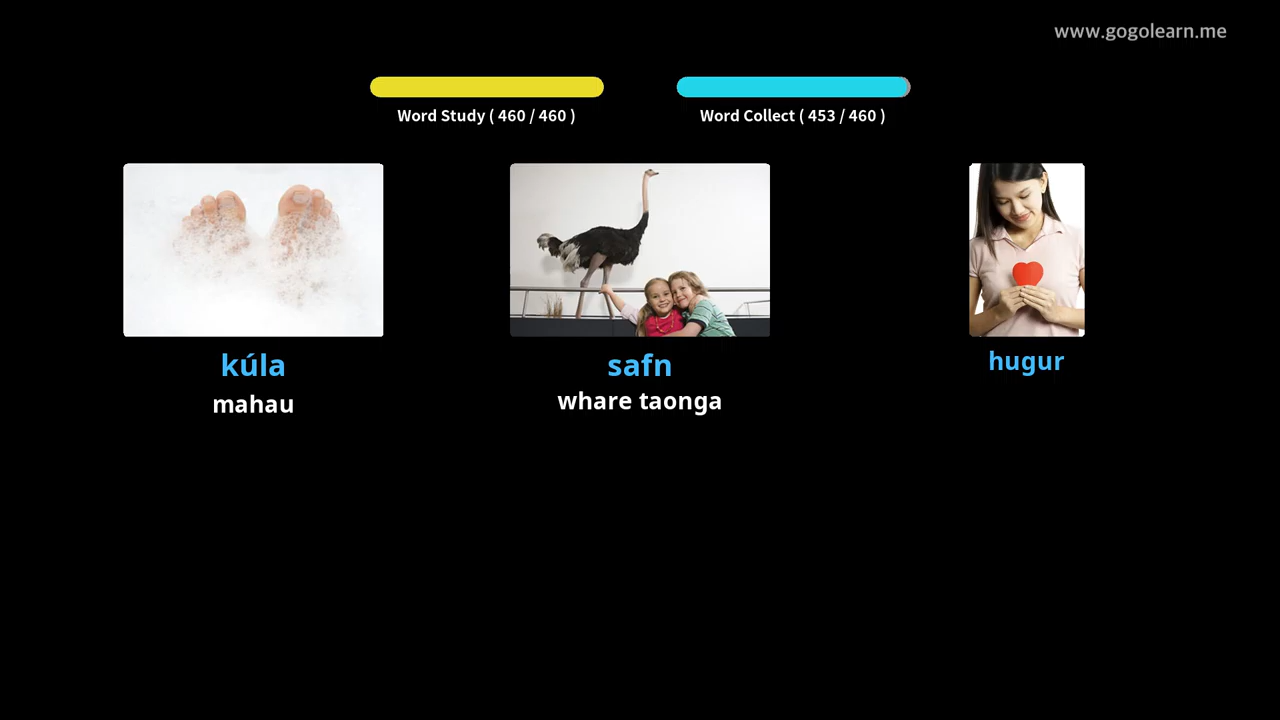 www.gogolearn.me
Word Study ( 460 / 460 )
Word Collect ( 453 / 460 )
kúla
mahau
safn
whare taonga
hugur